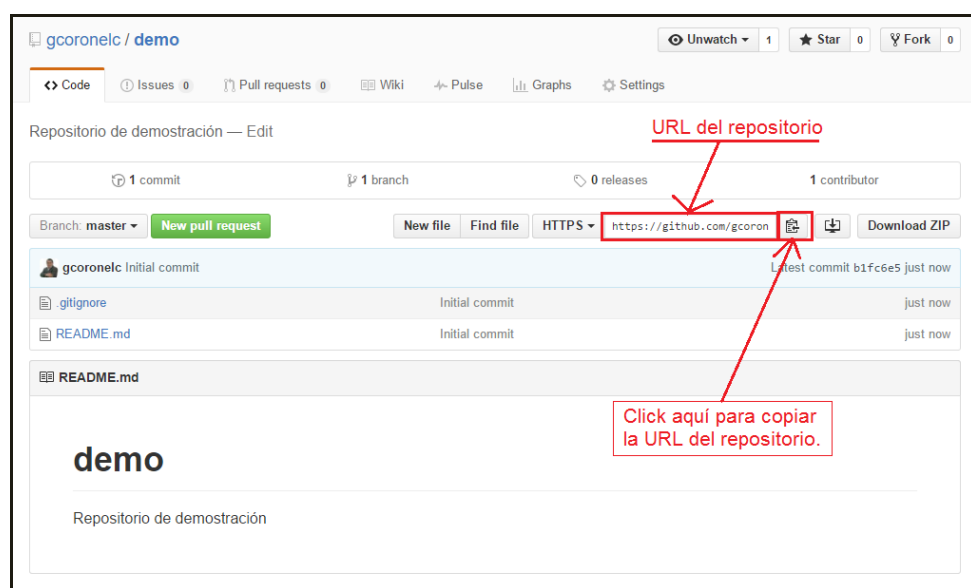 gcoronelc / demo
Unwatch 1 Star 0 Fork 0
Code Issues 0 Pull requests 0 Wiki Pulse Graphs Settings
Repositorio de demostración — Edit
URL del repositorio
1 commit 1 branch 0 releases 1 contributor
Branch: master New pull request New file Find file HTTPS https://github.com/gcoron Download ZIP
gcoronelc Initial commit Latest commit b1fc6e5 just now
.gitignore Initial commit just now
README.md Initial commit just now
README.md
Click aquí para copiar
la URL del repositorio.
demo
Repositorio de demostración